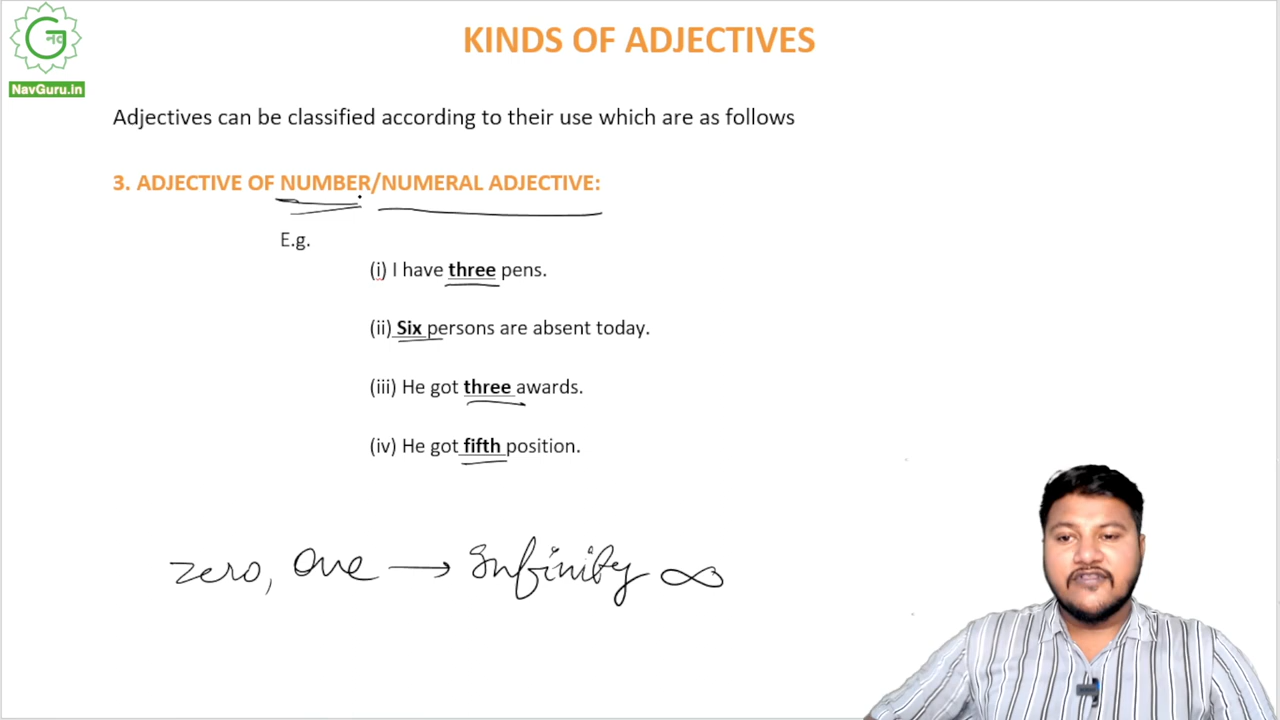 नव
NavGuru.in
KINDS OF ADJECTIVES
Adjectives can be classified according to their use which are as follows
3. ADJECTIVE OF NUMBER/NUMERAL ADJECTIVE:
E.g.
(i) I have three pens.
(ii) Six persons are absent today.
(iii) He got three awards.
(iv) He got fifth position.
zero, One → Infinity ∞